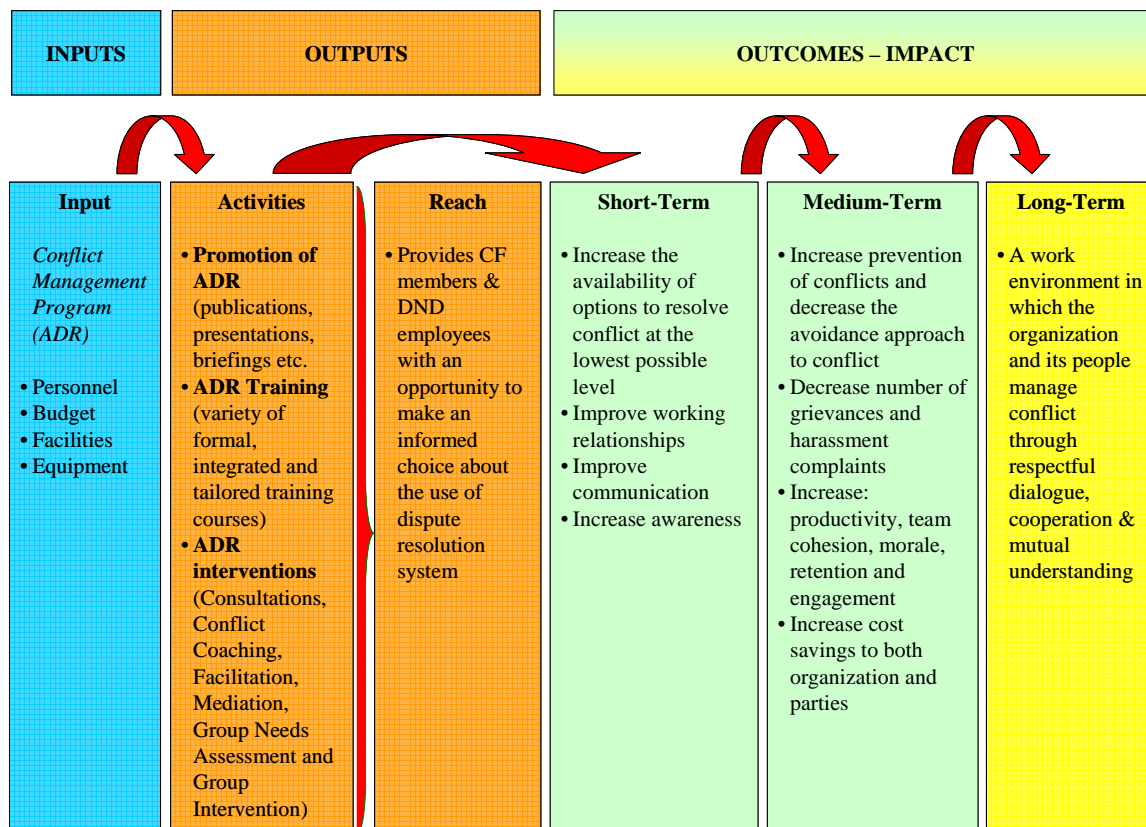 INPUTS
OUTPUTS
OUTCOMES – IMPACT
Input
Conflict
Management
Program
(ADR)
• Personnel
• Budget
• Facilities
• Equipment
Activities
• Promotion of
ADR
(publications,
presentations,
briefings etc.
• ADR Training
(variety of
formal,
integrated and
tailored training
courses)
• ADR
interventions
(Consultations,
Conflict
Coaching,
Facilitation,
Mediation,
Group Needs
Assessment and
Group
Intervention)
Reach
• Provides CF
members &
DND
employees
with an
opportunity to
make an
informed
choice about
the use of
dispute
resolution
system
Short-Term
• Increase the
availability of
options to resolve
conflict at the
lowest possible
level
• Improve working
relationships
• Improve
communication
• Increase awareness
Medium-Term
• Increase prevention
of conflicts and
decrease the
avoidance approach
to conflict
• Decrease number of
grievances and
harassment
complaints
• Increase:
productivity, team
cohesion, morale,
retention and
engagement
• Increase cost
savings to both
organization and
parties
Long-Term
• A work
environment in
which the
organization
and its people
manage
conflict
through
respectful
dialogue,
cooperation &
mutual
understanding